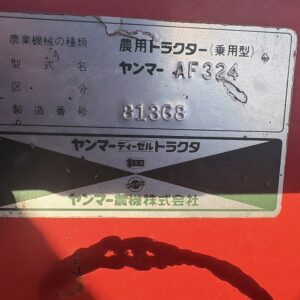 農業機械の種類 農用トラクター(乗用型)
型式名 ヤンマー AF324
区分
製造番号 81368
ヤンマーディーゼルトラクタ
ヤンマー農機株式会社